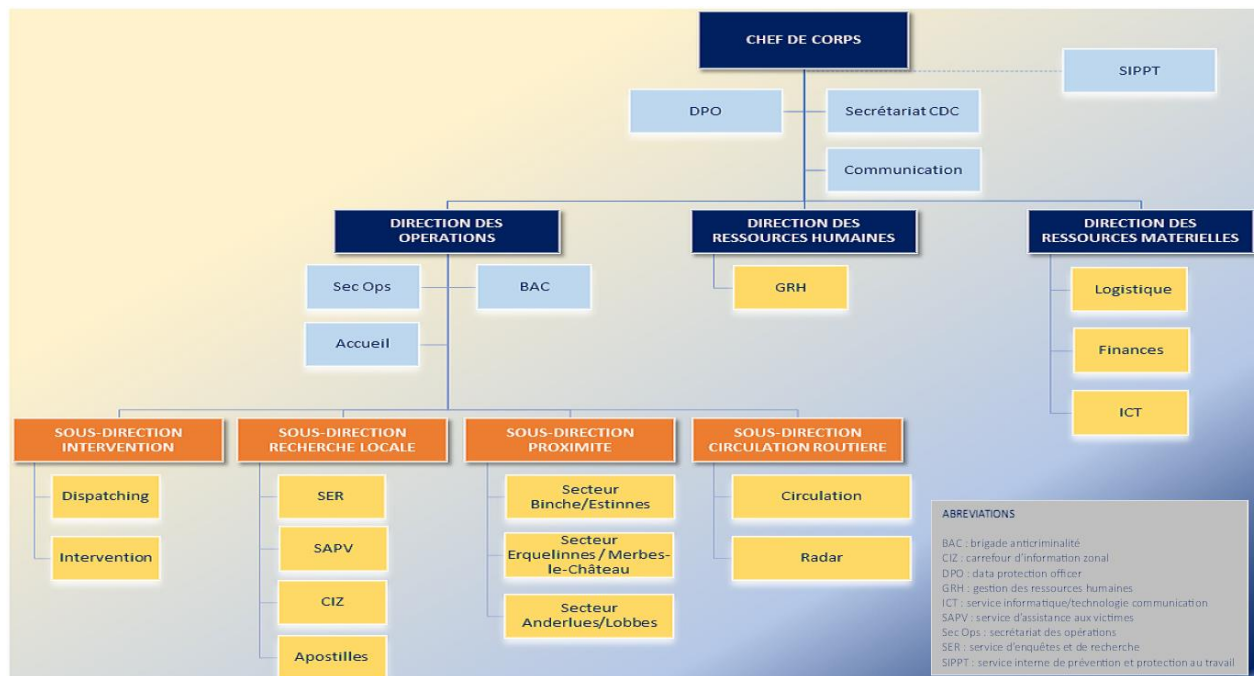 CHEF DE CORPS
SIPPT
DPO
Secrétariat CDC
Communication
DIRECTION DES
OPERATIONS
DIRECTION DES
RESSOURCES HUMAINES
DIRECTION DES
RESSOURCES MATERIELLES
Sec Ops
BAC
Accueil
GRH
Logistique
Finances
ICT
SOUS-DIRECTION
INTERVENTION
Dispatching
Intervention
SOUS-DIRECTION
RECHERCHE LOCALE
SER
SAPV
CIZ
Apostilles
SOUS-DIRECTION
PROXIMITE
Secteur
Binche/Estinnes
Secteur
Erquelinnes / Merbes-
le-Château
Secteur
Anderlues/Lobbes
SOUS-DIRECTION
CIRCULATION ROUTIERE
Circulation
Radar
ABREVIATIONS
BAC : brigade anticriminalité
CIZ : carrefour d'information zonal
DPO : data protection officer
GRH : gestion des ressources humaines
ICT : service informatique/technologie communication
SAPV : service d'assistance aux victimes
Sec Ops : secrétariat des opérations
SER : service d'enquêtes et de recherche
SIPPT : service interne de prévention et protection au travail